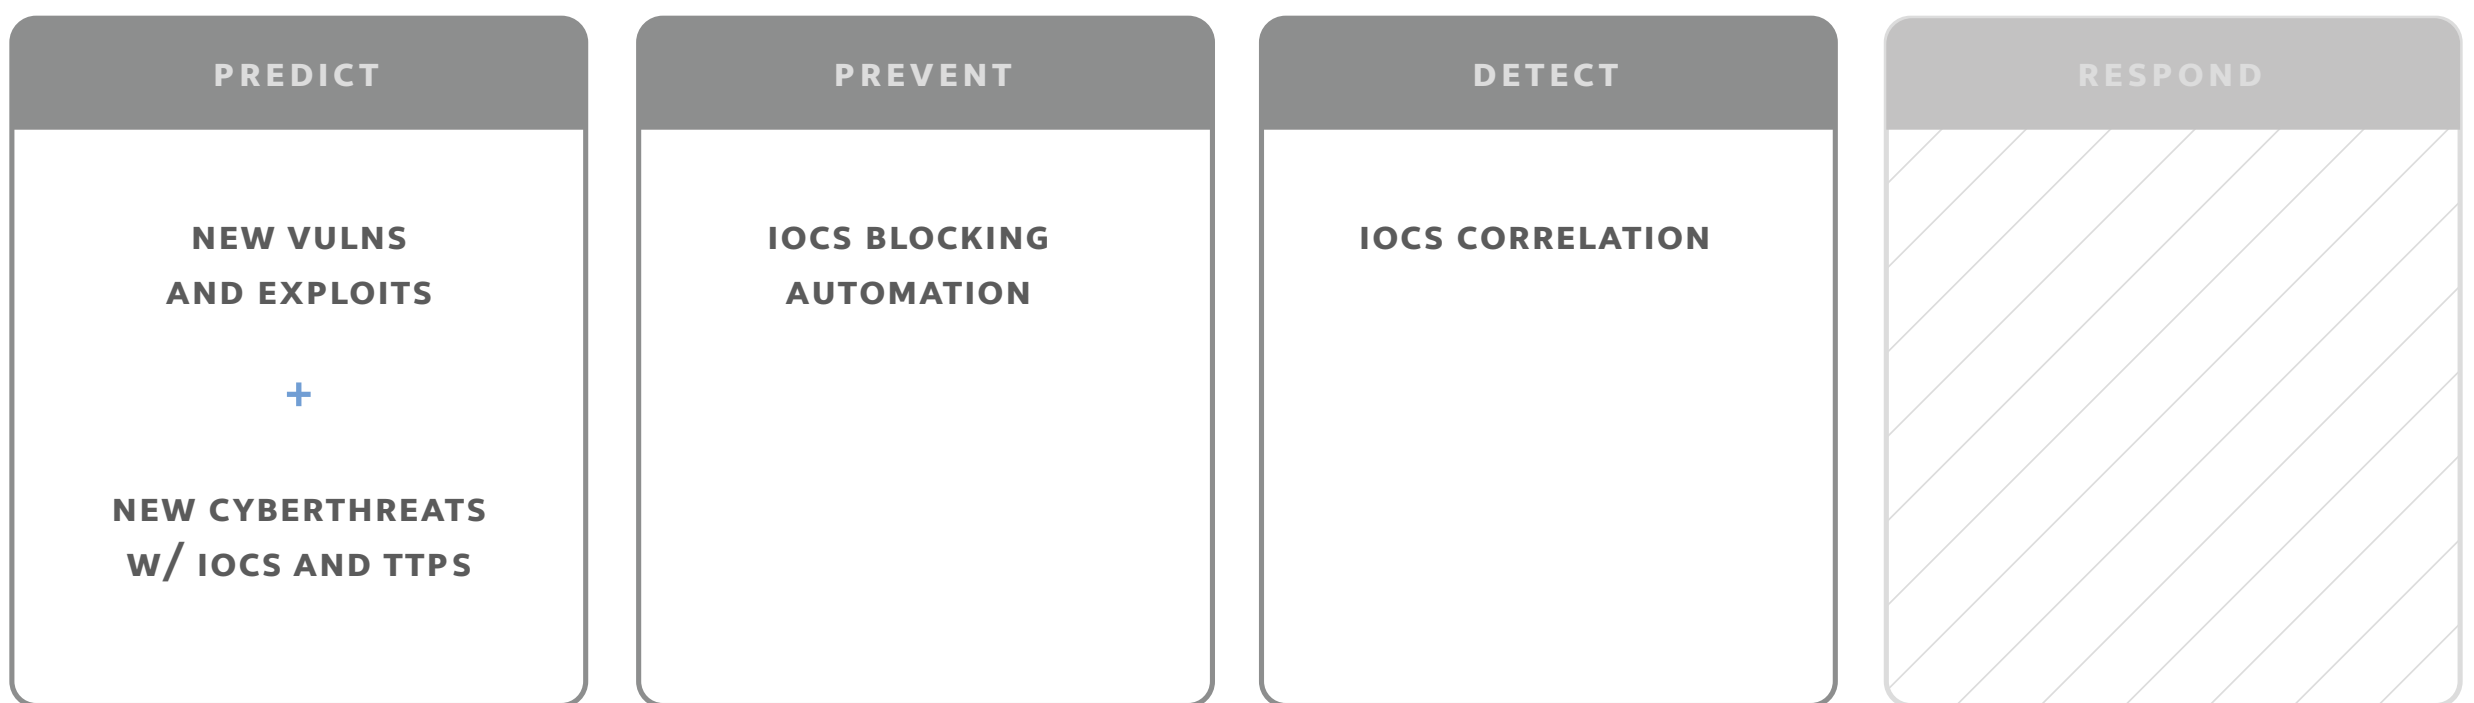 PREDICT
NEW VULNS
AND EXPLOITS
+
NEW CYBERTHREATS
W/ IOCS AND TTPS
PREVENT
IOCS BLOCKING
AUTOMATION
DETECT
IOCS CORRELATION
RESPOND